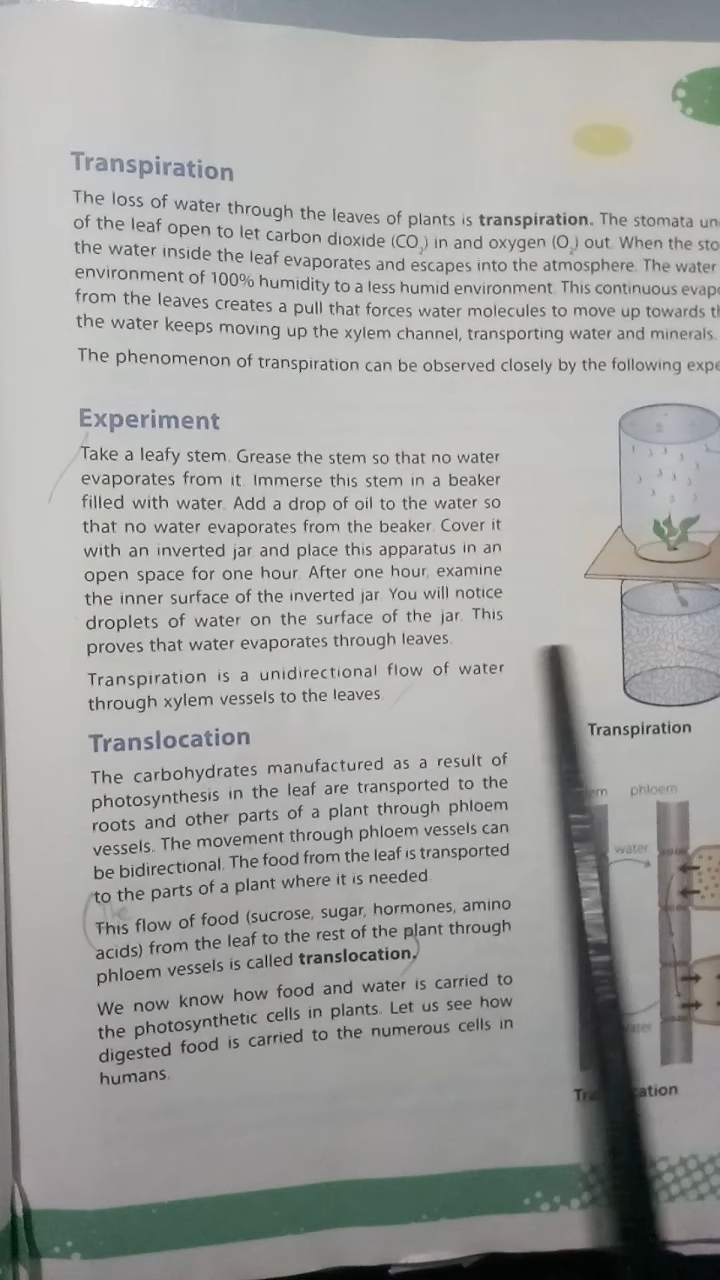 Transpiration
The loss of water through the leaves of plants is transpiration. The stomata un
of the leaf open to let carbon dioxide (CO₂) in and oxygen (O₂) out. When the sto
the water inside the leaf evaporates and escapes into the atmosphere. The water
environment of 100% humidity to a less humid environment. This continuous evap
from the leaves creates a pull that forces water molecules to move up towards th
the water keeps moving up the xylem channel, transporting water and minerals.
The phenomenon of transpiration can be observed closely by the following expe
Experiment
Take a leafy stem. Grease the stem so that no water
evaporates from it. Immerse this stem in a beaker
filled with water. Add a drop of oil to the water so
that no water evaporates from the beaker. Cover it
with an inverted jar and place this apparatus in an
open space for one hour. After one hour, examine
the inner surface of the inverted jar. You will notice
droplets of water on the surface of the jar. This
proves that water evaporates through leaves.
Transpiration is a unidirectional flow of water
through xylem vessels to the leaves.
Transpiration
Translocation
The carbohydrates manufactured as a result of
photosynthesis in the leaf are transported to the
roots and other parts of a plant through phloem
vessels. The movement through phloem vessels can
be bidirectional. The food from the leaf is transported
to the parts of a plant where it is needed.
The
This flow of food (sucrose, sugar, hormones, amino
acids) from the leaf to the rest of the plant through
phloem vessels is called translocation.
We now know how food and water is carried to
the photosynthetic cells in plants. Let us see how
digested food is carried to the numerous cells in
humans.
em phloem
water
ater
Tra ation